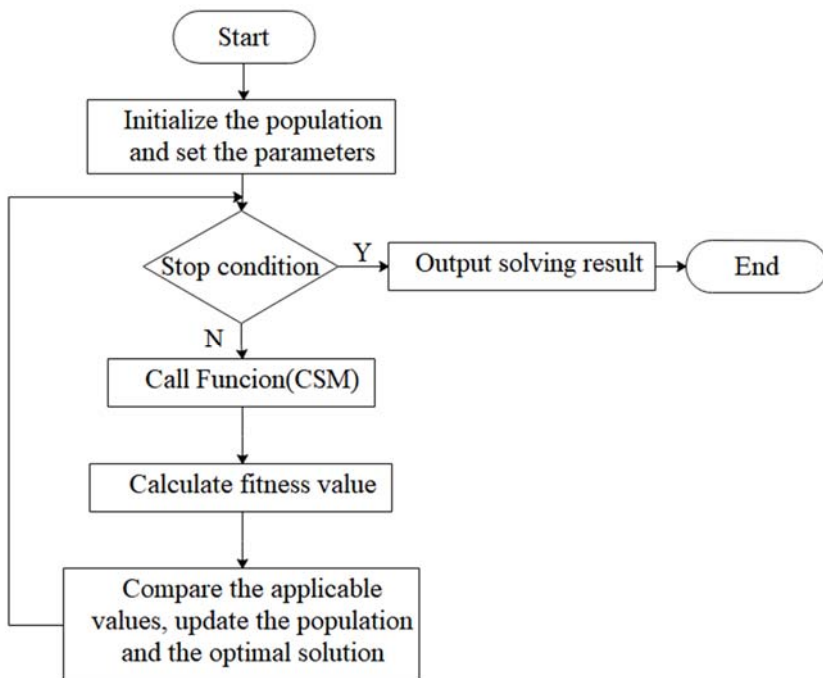 Start
Initialize the population
and set the parameters
Stop condition
Y
Output solving result
End
N
Call Funcion(CSM)
Calculate fitness value
Compare the applicable
values, update the population
and the optimal solution